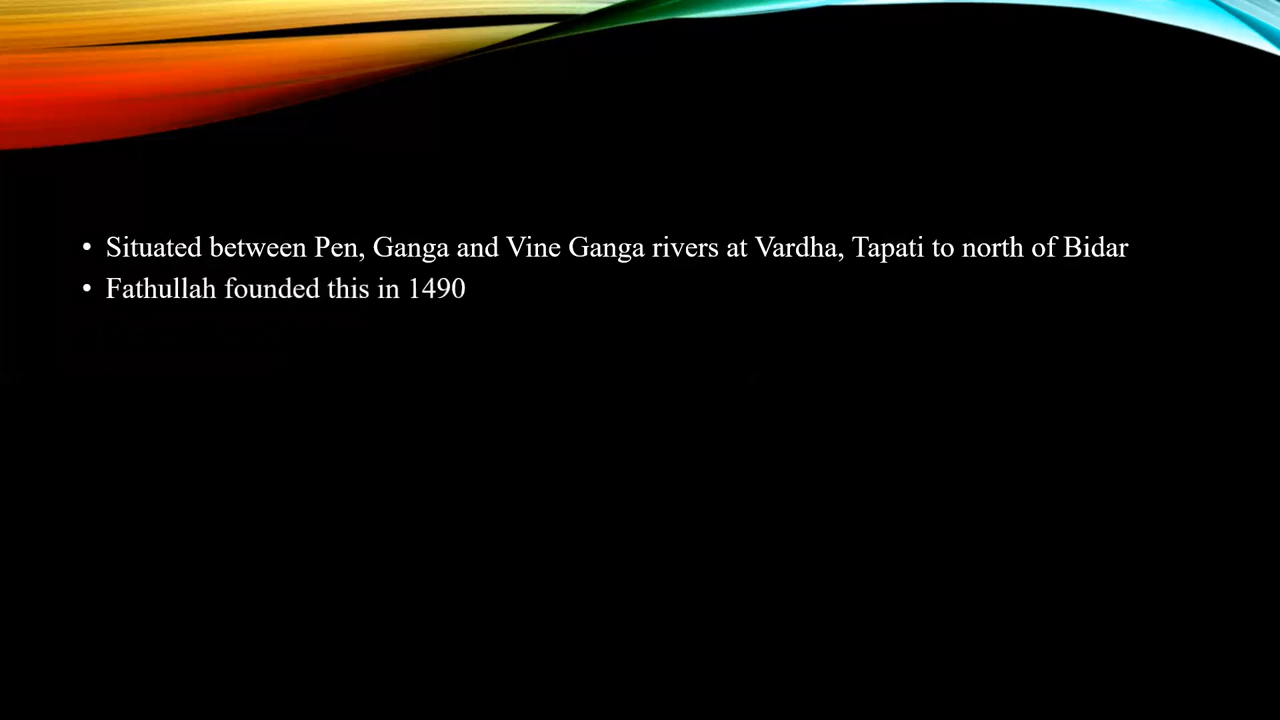 • Situated between Pen, Ganga and Vine Ganga rivers at Vardha, Tapati to north of Bidar
• Fathullah founded this in 1490